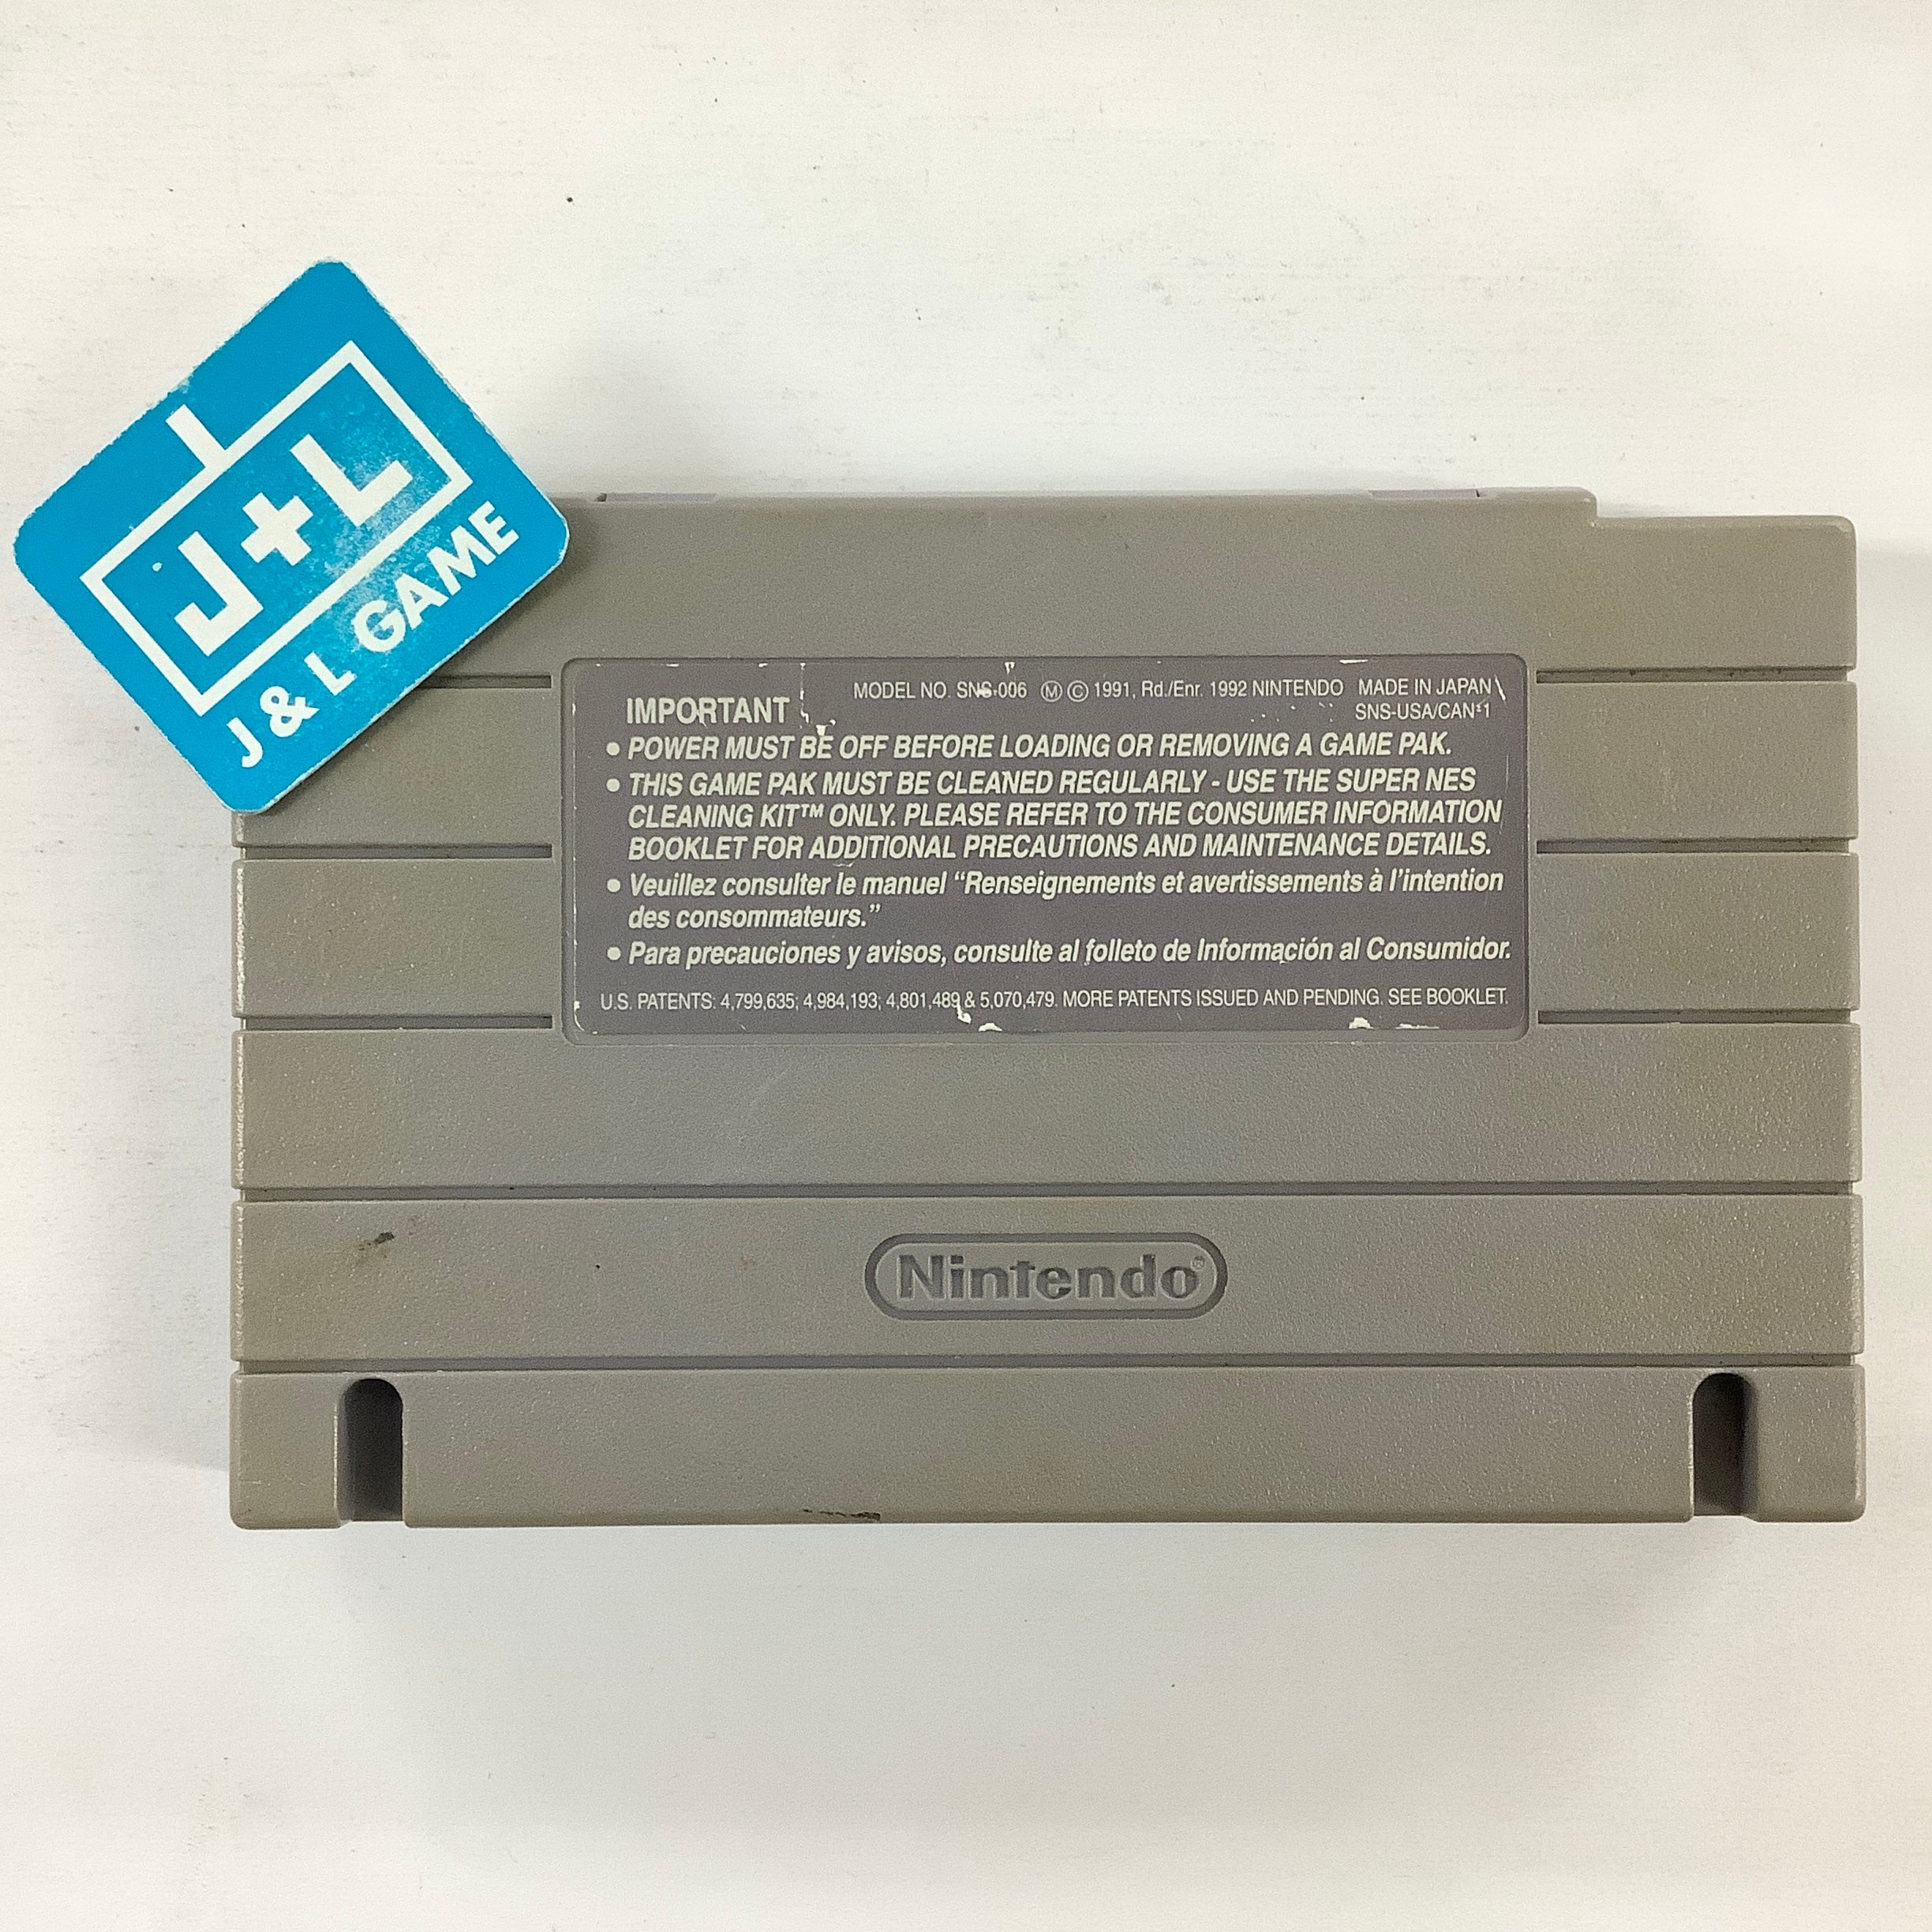 J+L
J & L GAME
MODEL NO. SNS-006 Ⓜ © 1991, Rd./Enr. 1992 NINTENDO MADE IN JAPAN
IMPORTANT
SNS-USA/CAN-1
• POWER MUST BE OFF BEFORE LOADING OR REMOVING A GAME PAK.
• THIS GAME PAK MUST BE CLEANED REGULARLY - USE THE SUPER NES
CLEANING KIT™ ONLY. PLEASE REFER TO THE CONSUMER INFORMATION
BOOKLET FOR ADDITIONAL PRECAUTIONS AND MAINTENANCE DETAILS.
• Veuillez consulter le manuel “Renseignements et avertissements à l’intention
des consommateurs.”
• Para precauciones y avisos, consulte al folleto de Información al Consumidor.
U.S. PATENTS: 4,799,635; 4,984,193; 4,801,489 & 5,070,479. MORE PATENTS ISSUED AND PENDING. SEE BOOKLET.
Nintendo®